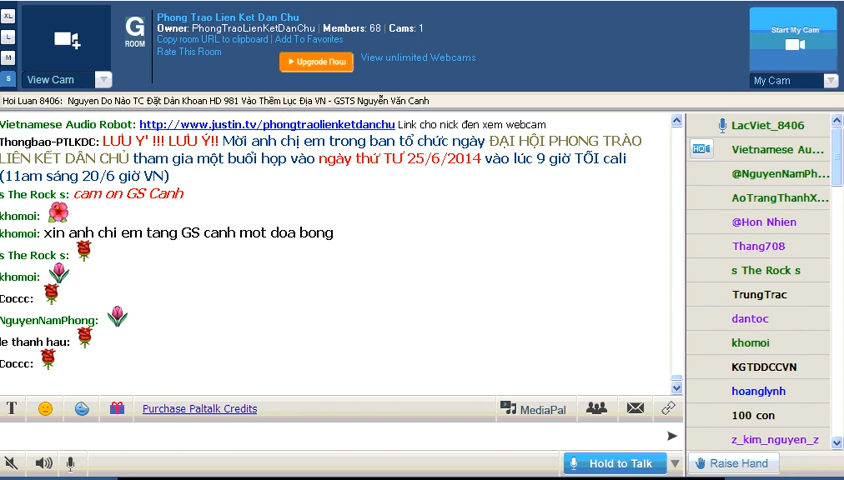 XL
L
M
S
View Cam
G
ROOM
Phong Trao Lien Ket Dan Chu
Owner: PhongTraoLienKetDanChu | Members: 68 | Cams: 1
Copy room URL to clipboard | Add To Favorites
Rate This Room
Upgrade Now
View unlimited Webcams
Start My Cam
My Cam
Hoi Luan 8406: Nguyen Do Nào TC Đặt Dàn Khoan HD 981 Vào Thềm Lục Địa VN - GSTS Nguyễn Văn Canh
Vietnamese Audio Robot: http://www.justin.tv/phongtraolienketdanchu Link cho nick đen xem webcam
Thongbao-PTLKDC: LƯU Y' !!! LƯU Ý!! Mời anh chị em trong ban tổ chức ngày ĐẠI HỘI PHONG TRÀO
LIÊN KẾT DÂN CHỦ tham gia một buổi họp vào ngày thứ TƯ 25/6/2014 vào lúc 9 giờ TỐI cali
(11am sáng 20/6 giờ VN)
s The Rock s: cam on GS Canh
khomoi:
khomoi: xin anh chi em tang GS canh mot doa bong
s The Rock s:
khomoi:
Coccc:
NguyenNamPhong:
le thanh hau:
Coccc:
T
Purchase Paltalk Credits
MediaPal
Hold to Talk
LacViet_8406
HD
Vietnamese Au...
@NguyenNamPh...
AoTrangThanhX...
@Hon Nhien
Thang708
s The Rock s
TrungTrac
dantoc
khomoi
KGTDDCCVN
hoanglynh
100 con
z_kim_nguyen_z
Raise Hand